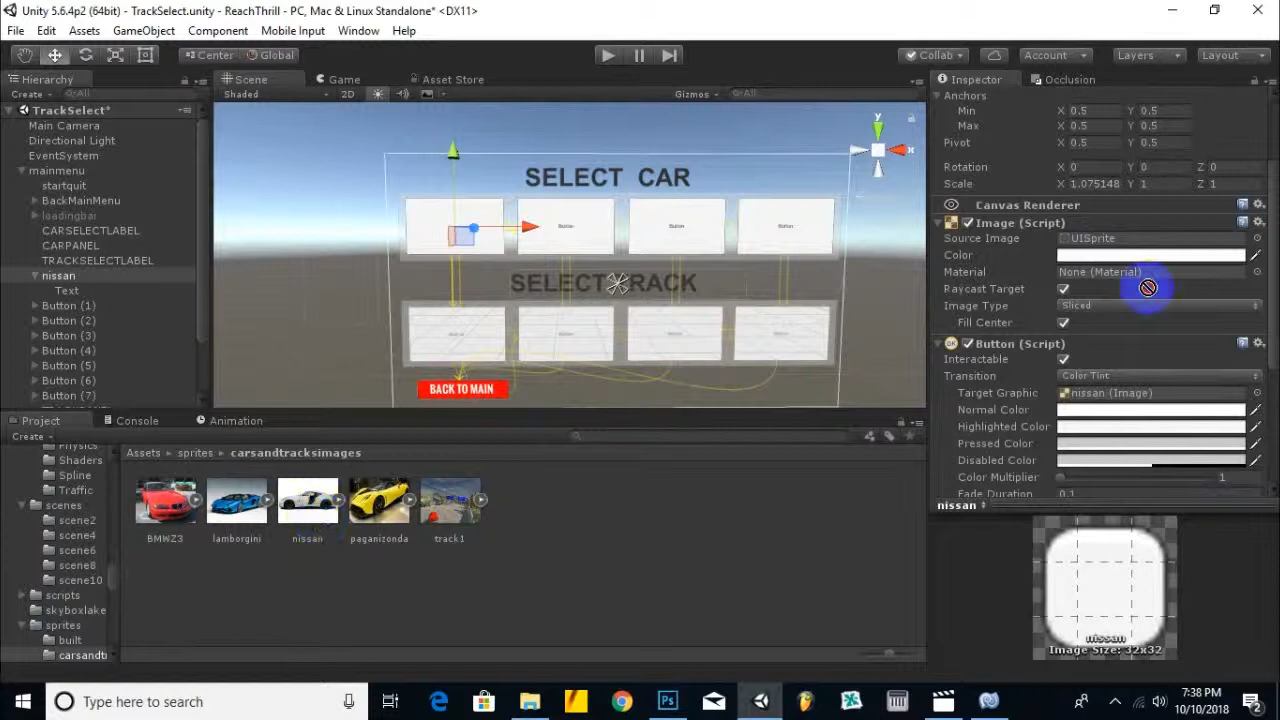 Unity 5.6.4p2 (64bit) - TrackSelect.unity - ReachThrill - PC, Mac & Linux Standalone* <DX11>
File Edit Assets GameObject Component Mobile Input Window Help
Center Global Collab Account Layers Layout
Hierarchy Scene Game Asset Store Inspector Occlusion
Create All Shaded 2D Gizmos All
TrackSelect*
Main Camera
Directional Light
EventSystem
mainmenu
startquit
BackMainMenu
loadingbar
CARSELECTLABEL
CARPANEL
TRACKSELECTLABEL
nissan
Text
Button (1)
Button (2)
Button (3)
Button (4)
Button (5)
Button (6)
Button (7)
y
x
SELECT CAR
Button Button Button
SELECT TRACK
BACK TO MAIN
Anchors
Min X 0.5 Y 0.5
Max X 0.5 Y 0.5
Pivot X 0.5 Y 0.5
Rotation X 0 Y 0 Z 0
Scale X 1.075148 Y 1 Z 1
Canvas Renderer
Image (Script)
Source Image UISprite
Color
Material None (Material)
Raycast Target
Image Type Sliced
Fill Center
Button (Script)
Interactable
Transition Color Tint
Target Graphic nissan (Image)
Normal Color
Highlighted Color
Pressed Color
Disabled Color
Color Multiplier 1
Fade Duration 0.1
nissan
nissan
Image Size: 32x32
Project Console Animation
Create
Physics
Shaders
Spline
Traffic
scenes
scene2
scene4
scene6
scene8
scene10
scripts
skyboxlake
sprites
built
carsandt
Assets sprites carsandtracksimages
BMWZ3 lamborgini nissan paganizonda track1
Type here to search
7:38 PM
10/10/2018
2